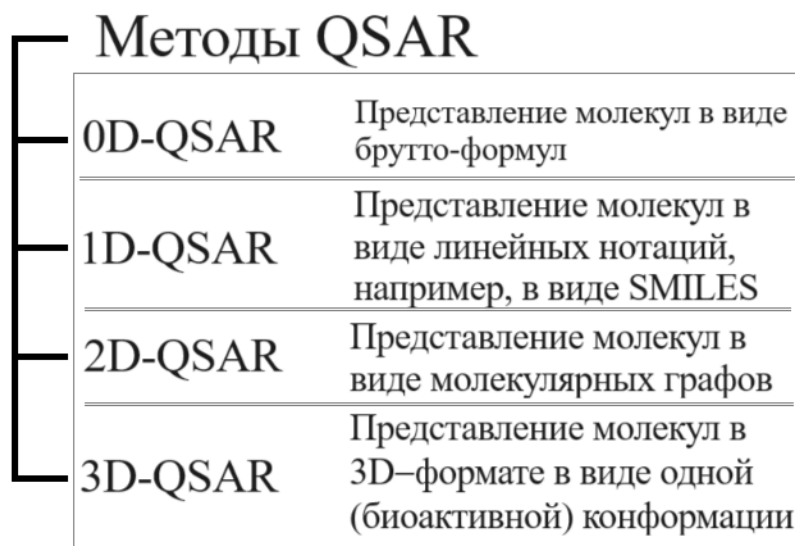 Методы QSAR
0D-QSAR
Представление молекул в виде
брутто-формул
1D-QSAR
Представление молекул в
виде линейных нотаций,
например, в виде SMILES
2D-QSAR
Представление молекул в
виде молекулярных графов
3D-QSAR
Представление молекул в
3D–формате в виде одной
(биоактивной) конформации